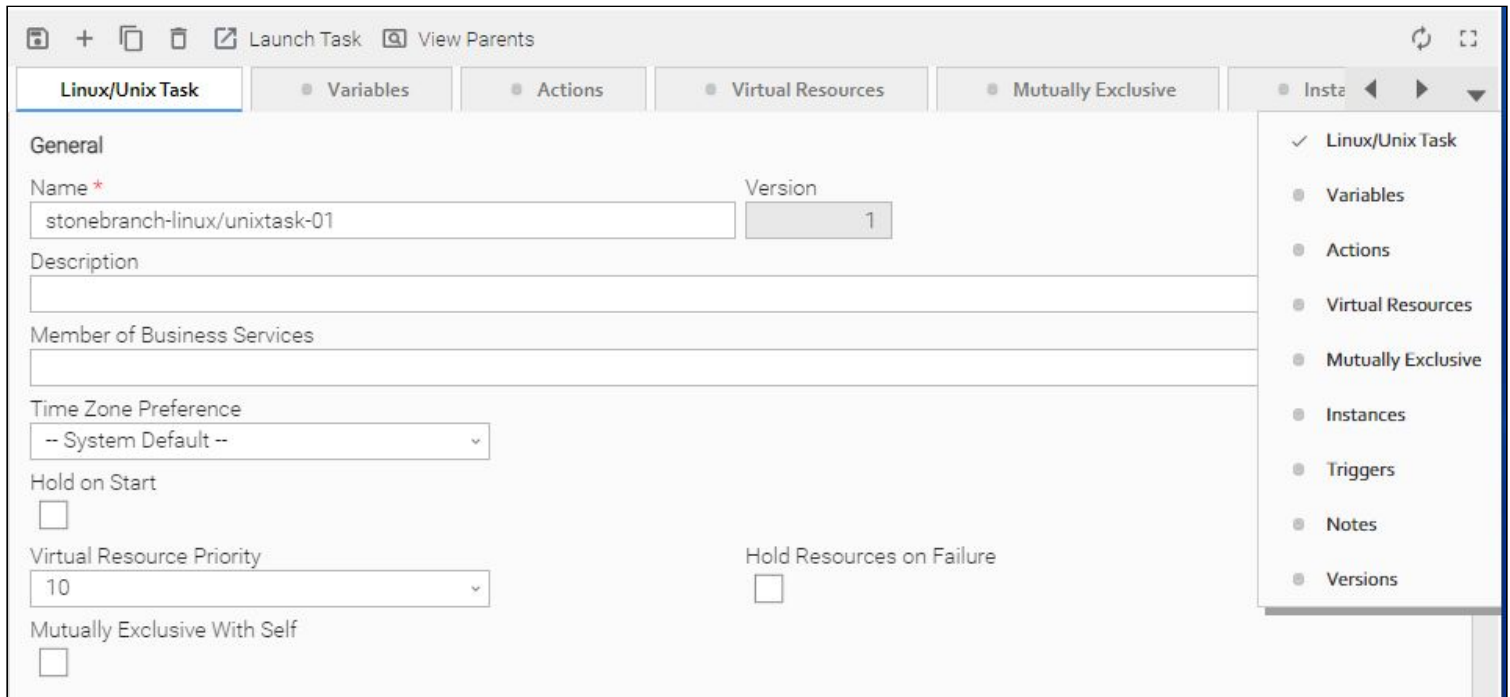 Launch Task View Parents
Linux/Unix Task Variables Actions Virtual Resources Mutually Exclusive Insta
General
Name *
Version
stonebranch-linux/unixtask-01
1
Description
Member of Business Services
Time Zone Preference
-- System Default --
Hold on Start
Virtual Resource Priority
Hold Resources on Failure
10
Mutually Exclusive With Self
Linux/Unix Task
Variables
Actions
Virtual Resources
Mutually Exclusive
Instances
Triggers
Notes
Versions